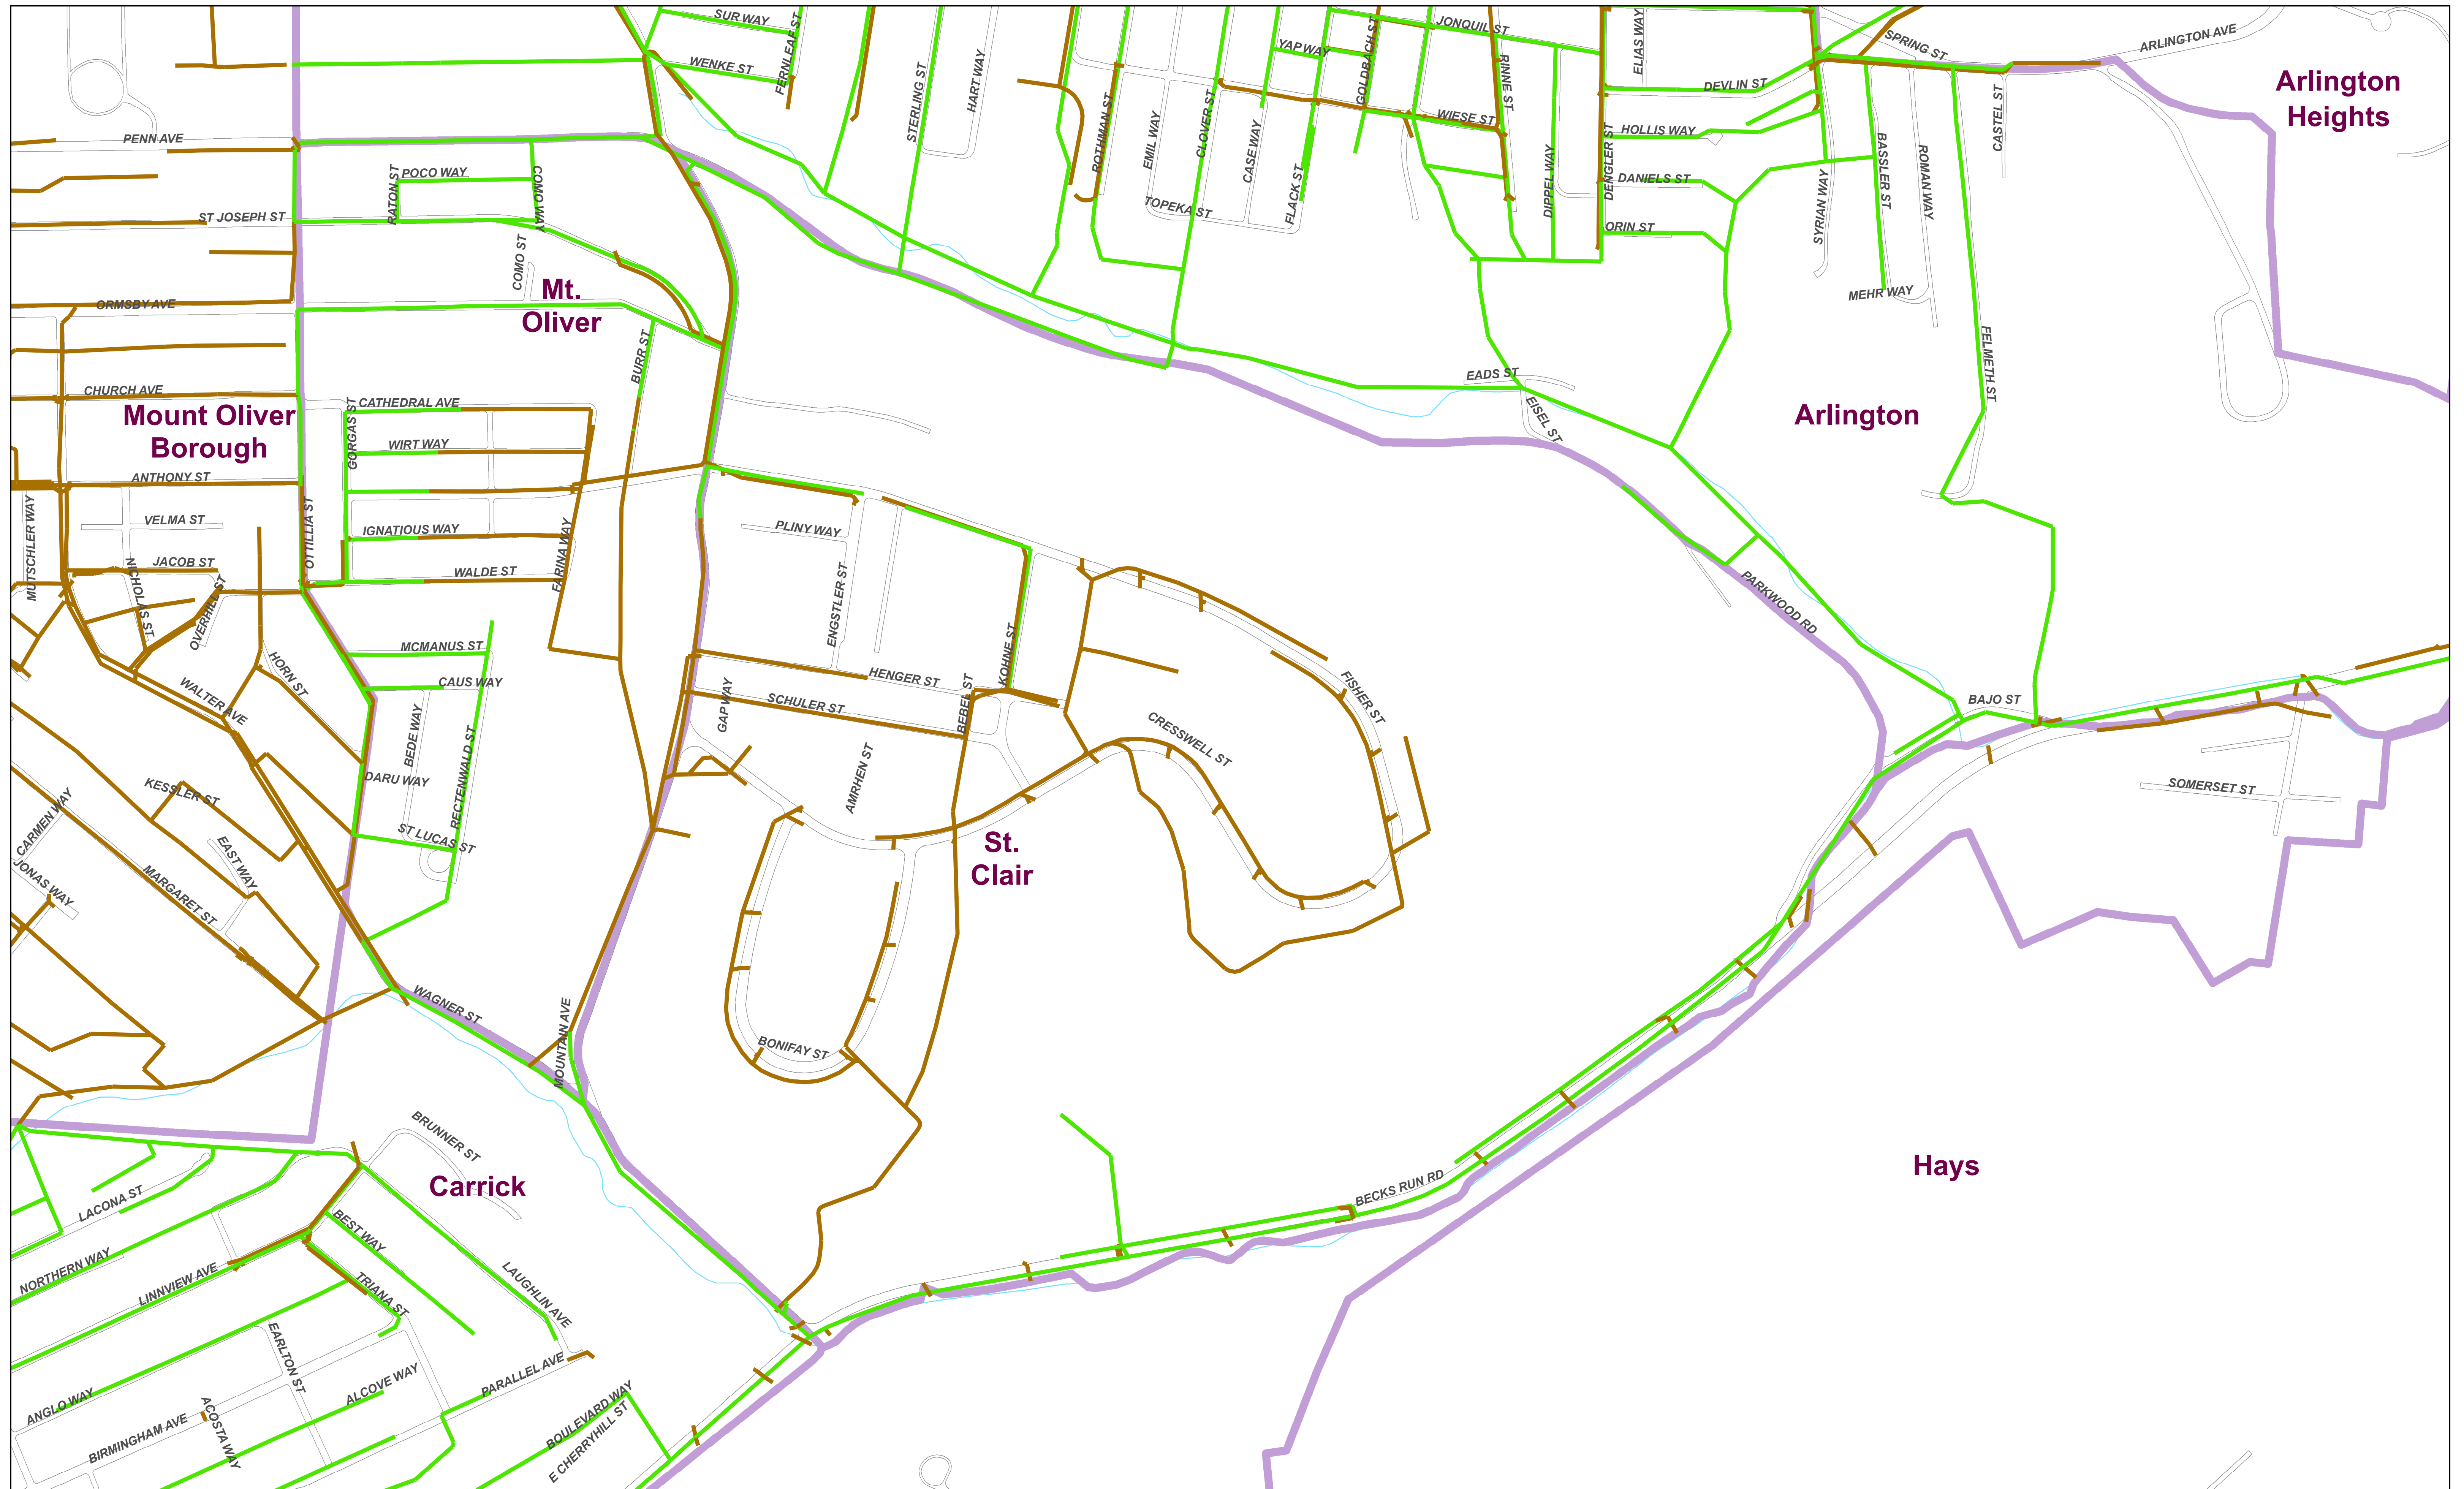 SUR WAY
FERNLEAF ST
WENKE ST
STERLING ST
HART WAY
JONQUIL ST
GOLDBACH ST
YAP WAY
RINNE ST
ELIAS WAY
SPRING ST
ARLINGTON AVE
Arlington
Heights
DEVLIN ST
ROTHMAN ST
EMIL WAY
CLOVER ST
CASE WAY
WIESE ST
HOLLIS WAY
CASTEL ST
PENN AVE
POCO WAY
RATON ST
COMO WAY
FLACK ST
TOPEKA ST
DIPPEL WAY
DENGLER ST
DANIELS ST
BASSLER ST
ROMAN WAY
SYRIAN WAY
ST JOSEPH ST
ORIN ST
COMO ST
Mt.
Oliver
MEHR WAY
ORMSBY AVE
BURR ST
FELMETH ST
EADS ST
EISEL ST
Arlington
CHURCH AVE
Mount Oliver
Borough
GORGAS ST
CATHEDRAL AVE
WIRT WAY
ANTHONY ST
MUTSCHLER WAY
VELMA ST
OTTILLIA ST
IGNATIOUS WAY
PLINY WAY
JACOB ST
NICHOLAS ST
OVERHILL ST
WALDE ST
FARINA WAY
ENGSTLER ST
PARKWOOD RD
MCMANUS ST
HORN ST
CAUS WAY
HENGER ST
KOHNE ST
BEBEL ST
GAP WAY
SCHULER ST
FISHER ST
CRESSWELL ST
BAJO ST
WALTER AVE
BEDE WAY
RECTENWALD ST
DARU WAY
AMRHEN ST
SOMERSET ST
KESSLER ST
CARMEN WAY
EAST WAY
ST LUCAS ST
St.
Clair
JONAS WAY
MARGARET ST
WAGNER ST
MOUNTAIN AVE
BONIFAY ST
BRUNNER ST
Carrick
Hays
LACONA ST
BECKS RUN RD
BEST WAY
NORTHERN WAY
LINNVIEW AVE
TRIANA ST
LAUGHLIN AVE
EARLTON ST
ANGLO WAY
ALCOVE WAY
PARALLEL AVE
BIRMINGHAM AVE
ACOSTA WAY
BOULEVARD WAY
E CHERRYHILL ST